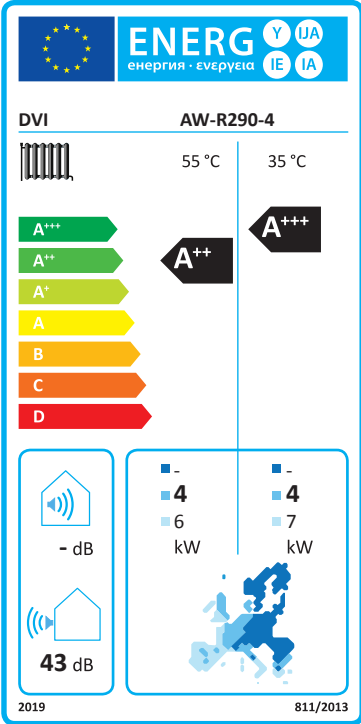 ENERG Y IJA
енергия · ενεργεια IE IA
DVI AW-R290-4
55 °C 35 °C
A+++
A++
A+
A
B
C
D
A++
A+++
- dB
43 dB
- -
4 4
6 7
kW kW
2019 811/2013